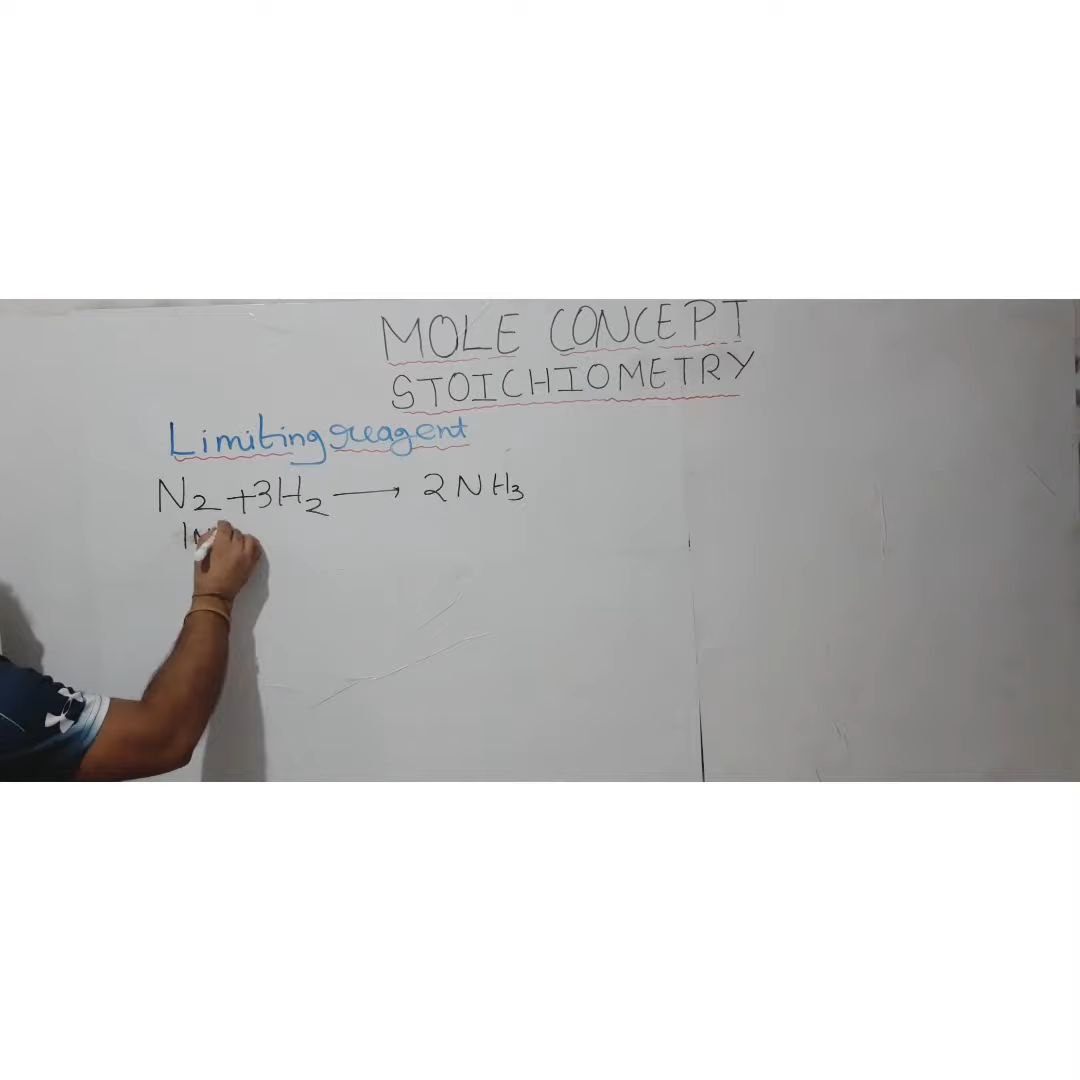 MOLE CONCEPT
STOICHIOMETRY
Limiting reagent
N2 + 3H2 → 2NH3